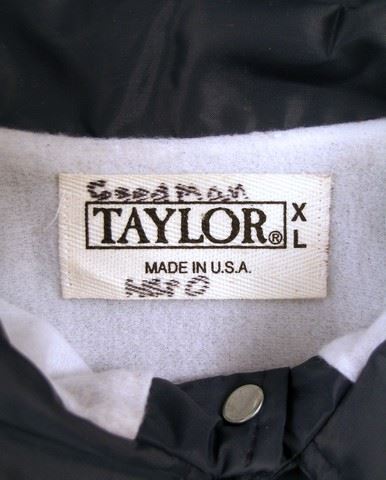 Goodman
TAYLOR® X
L
MADE IN U.S.A.